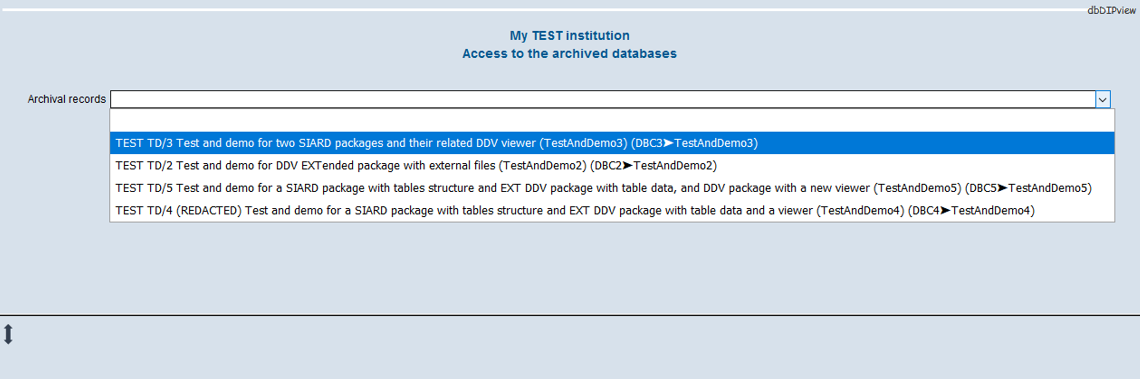 dbDIPview
My TEST institution
Access to the archived databases
Archival records
TEST TD/3 Test and demo for two SIARD packages and their related DDV viewer (TestAndDemo3) (DBC3➤TestAndDemo3)
TEST TD/2 Test and demo for DDV EXTended package with external files (TestAndDemo2) (DBC2➤TestAndDemo2)
TEST TD/5 Test and demo for a SIARD package with tables structure and EXT DDV package with table data, and DDV package with a new viewer (TestAndDemo5) (DBC5➤TestAndDemo5)
TEST TD/4 (REDACTED) Test and demo for a SIARD package with tables structure and EXT DDV package with table data and a viewer (TestAndDemo4) (DBC4➤TestAndDemo4)